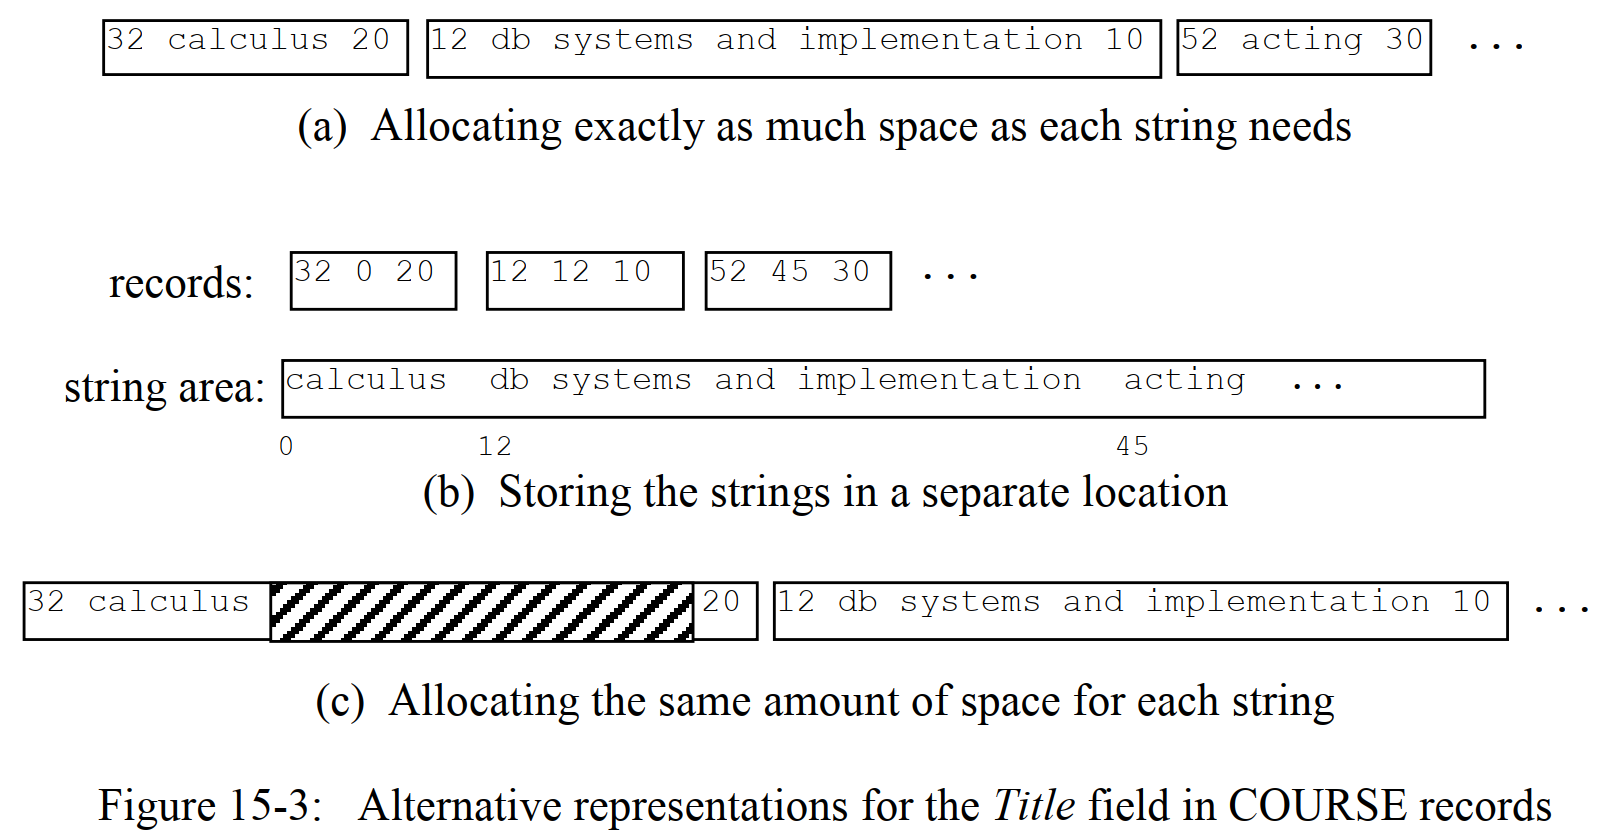 32 calculus 20 12 db systems and implementation 10 52 acting 30 ...
(a) Allocating exactly as much space as each string needs
records: 32 0 20 12 12 10 52 45 30 ...
string area: calculus db systems and implementation acting ...
0 12 45
(b) Storing the strings in a separate location
32 calculus 20 12 db systems and implementation 10 ...
(c) Allocating the same amount of space for each string
Figure 15-3: Alternative representations for the Title field in COURSE records